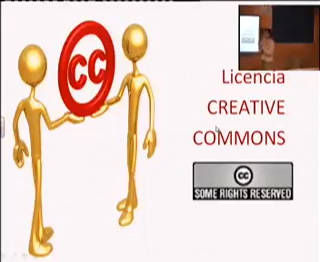 CC
Licencia
CREATIVE
COMMONS
CC
SOME RIGHTS RESERVED